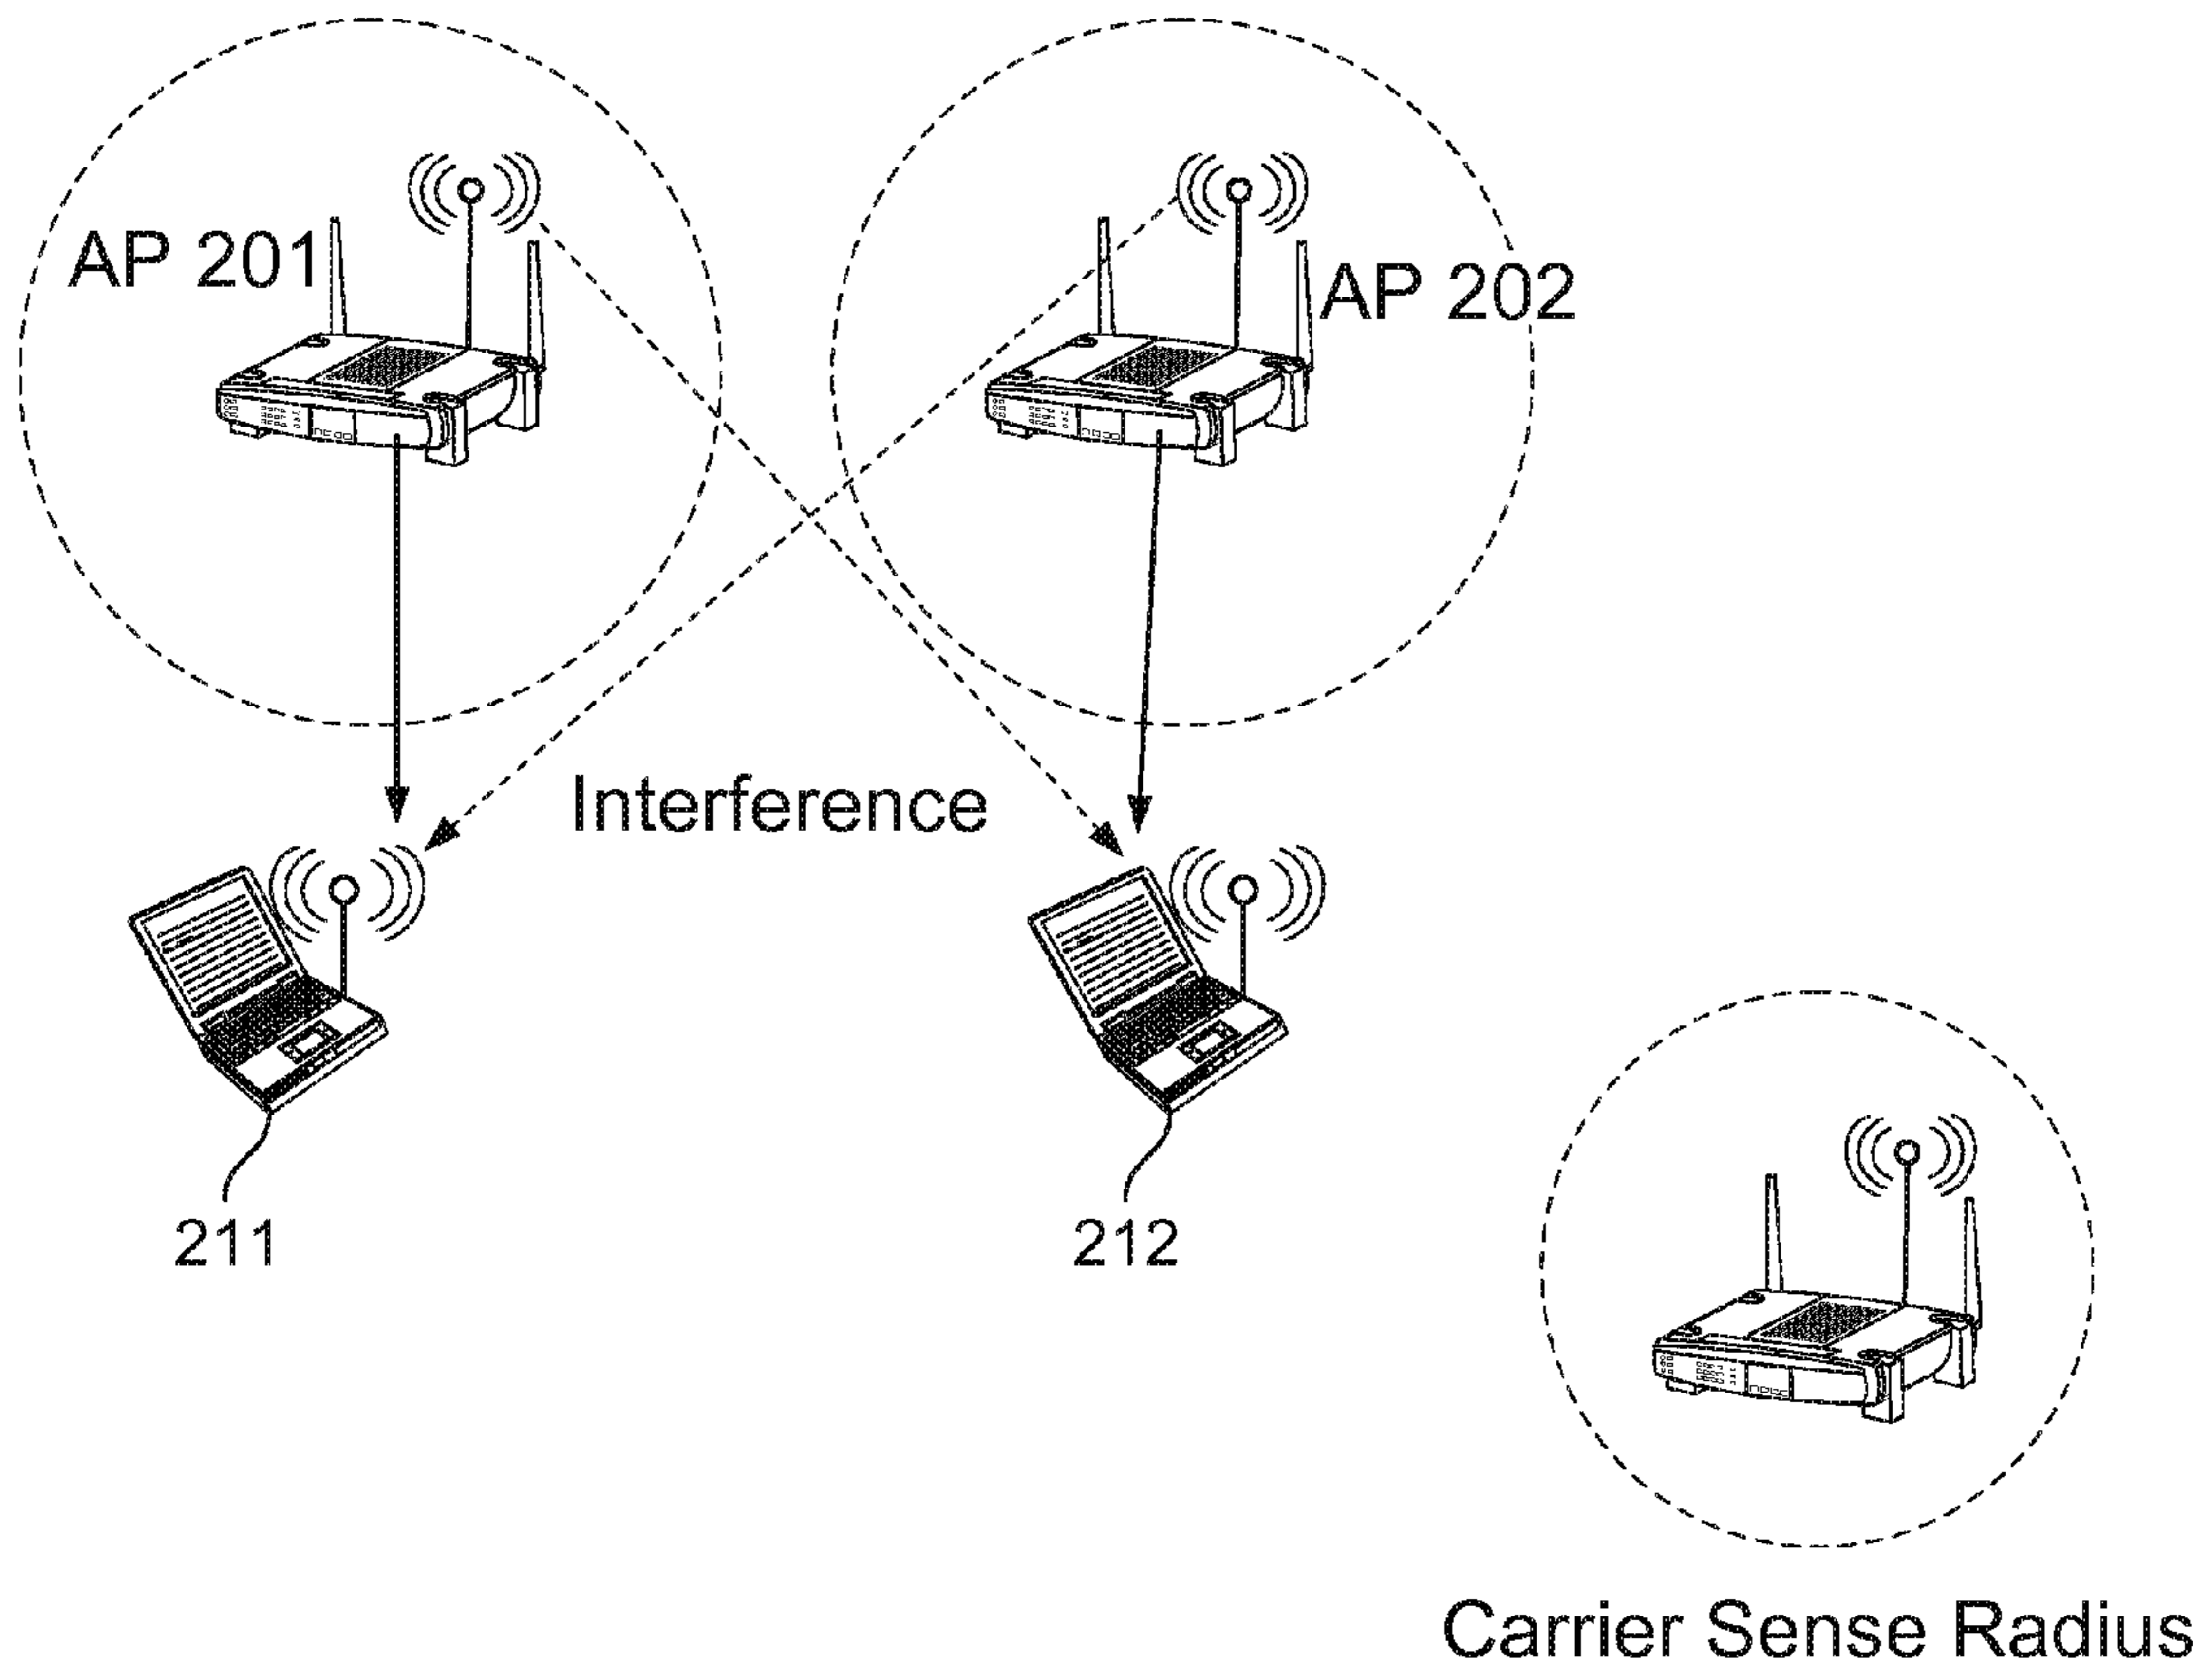 AP 201
AP 202
Interference
211
212
Carrier Sense Radius